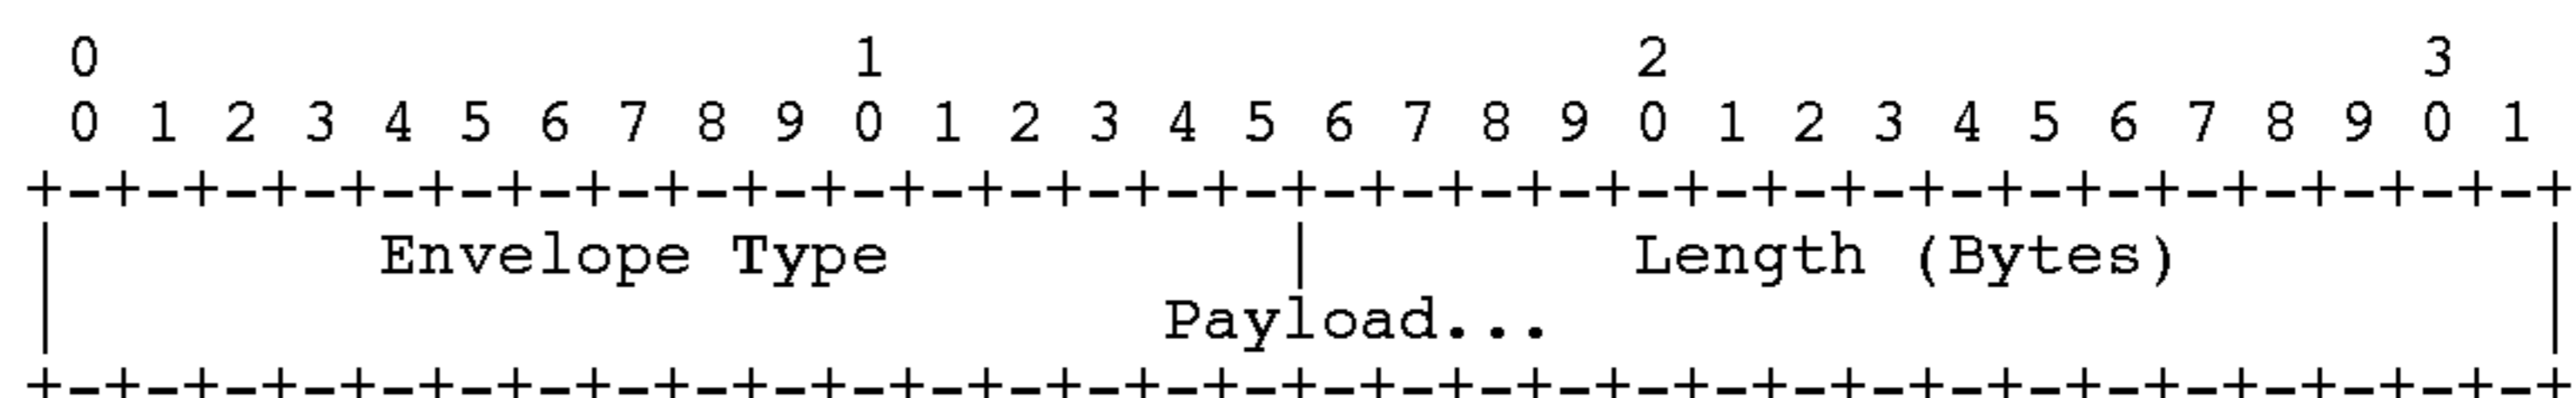 0                   1                   2                   3
 0 1 2 3 4 5 6 7 8 9 0 1 2 3 4 5 6 7 8 9 0 1 2 3 4 5 6 7 8 9 0 1
+-+-+-+-+-+-+-+-+-+-+-+-+-+-+-+-+-+-+-+-+-+-+-+-+-+-+-+-+-+-+-+-+
|        Envelope Type          |        Length (Bytes)         |
|                            Payload...                         |
+-+-+-+-+-+-+-+-+-+-+-+-+-+-+-+-+-+-+-+-+-+-+-+-+-+-+-+-+-+-+-+-+